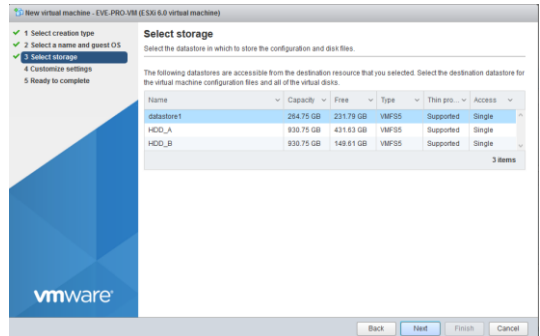 New virtual machine - EVE-PRO-VM (ESXi 6.0 virtual machine)
1 Select creation type
2 Select a name and guest OS
3 Select storage
4 Customize settings
5 Ready to complete
Select storage
Select the datastore in which to store the configuration and disk files.
The following datastores are accessible from the destination resource that you selected. Select the destination datastore for
the virtual machine configuration files and all of the virtual disks.
Name Capacity Free Type Thin pro... Access
datastore1 264.75 GB 231.79 GB VMFS5 Supported Single
HDD_A 930.75 GB 431.63 GB VMFS5 Supported Single
HDD_B 930.75 GB 149.61 GB VMFS5 Supported Single
3 items
vmware
Back Next Finish Cancel